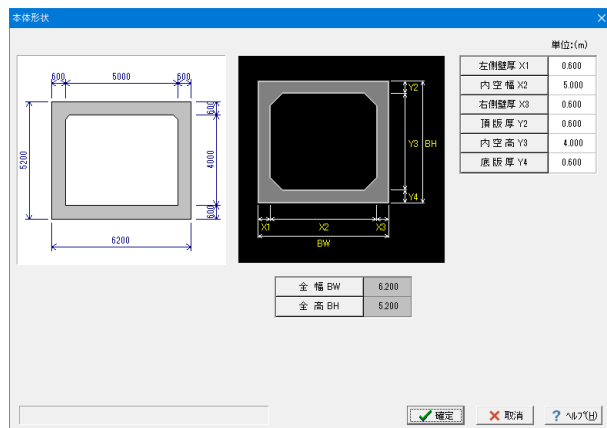 本体形状
単位:(m)
600 5000 600
600
5200
4000
600
6200
Y2
Y3 BH
Y4
X1 X2 X3
BW
左側壁厚 X1 0.600
内 空 幅 X2 5.000
右側壁厚 X3 0.600
頂 版 厚 Y2 0.600
内 空 高 Y3 4.000
底 版 厚 Y4 0.600
全 幅 BW 6.200
全 高 BH 5.200
確定 取消 ? ヘルプ(H)